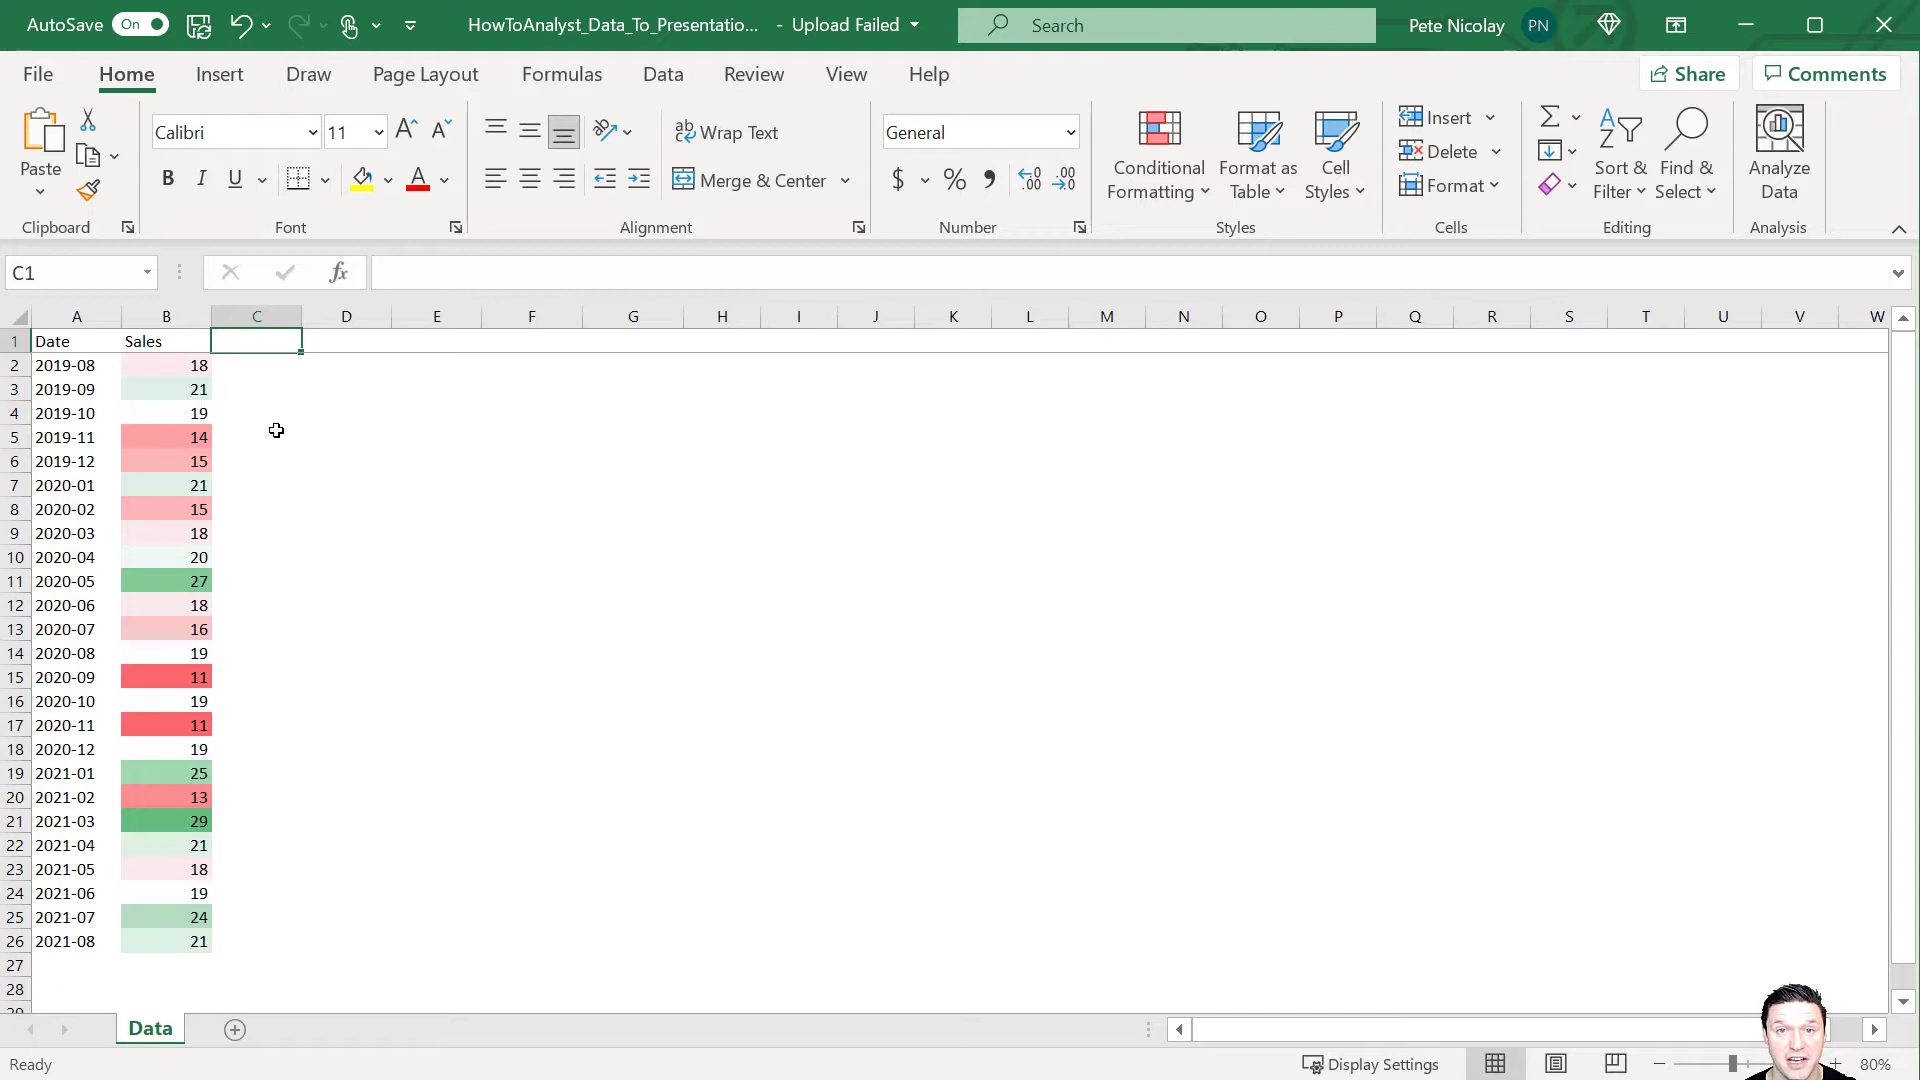 AutoSave On HowToAnalyst_Data_To_Presentatio... - Upload Failed Search Pete Nicolay PN
File Home Insert Draw Page Layout Formulas Data Review View Help Share Comments
Paste
Clipboard
Calibri 11
B I U
Font
ab Wrap Text
Merge & Center
Alignment
General
$ % 9 .00 .00
Number
Conditional Formatting
Format as Table
Cell Styles
Styles
Insert
Delete
Format
Cells
Sort & Filter
Find & Select
Editing
Analyze Data
Analysis
C1 fx
A B C D E F G H I J K L M N O P Q R S T U V W
1 Date Sales
2 2019-08 18
3 2019-09 21
4 2019-10 19
5 2019-11 14
6 2019-12 15
7 2020-01 21
8 2020-02 15
9 2020-03 18
10 2020-04 20
11 2020-05 27
12 2020-06 18
13 2020-07 16
14 2020-08 19
15 2020-09 11
16 2020-10 19
17 2020-11 11
18 2020-12 19
19 2021-01 25
20 2021-02 13
21 2021-03 29
22 2021-04 21
23 2021-05 18
24 2021-06 19
25 2021-07 24
26 2021-08 21
27
28
29
Data
Ready Display Settings 80%